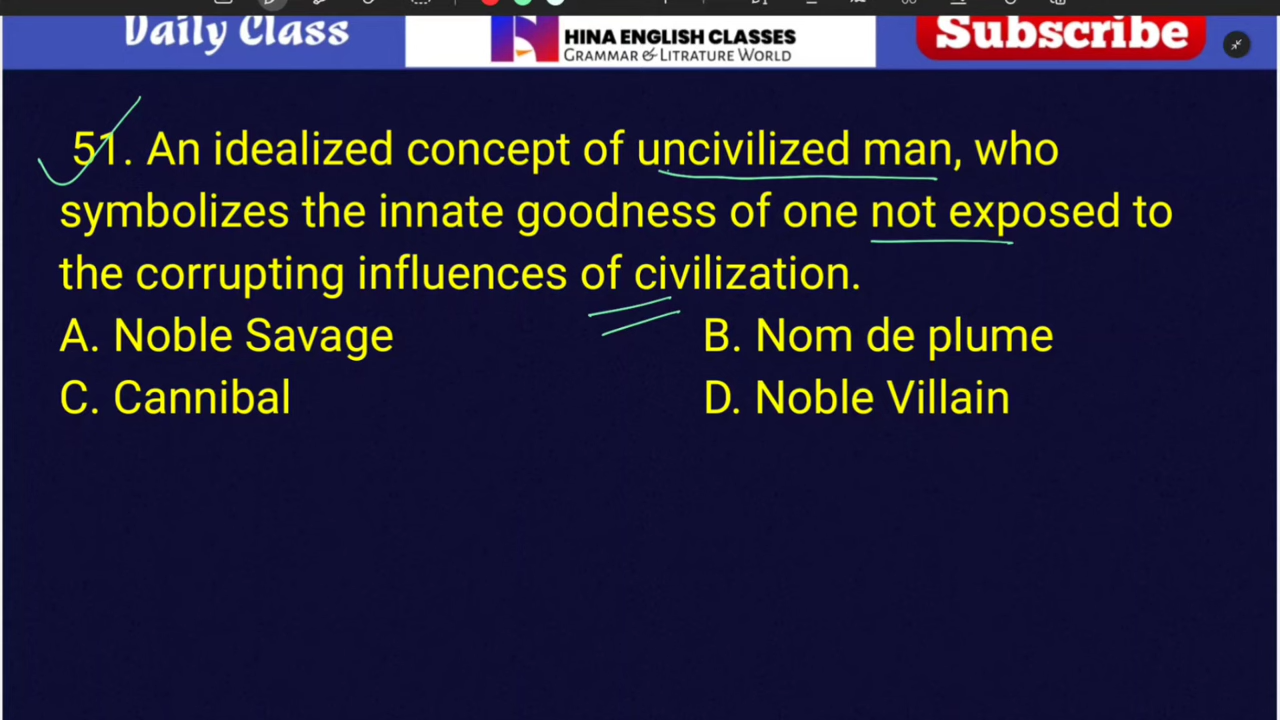 Daily Class
HINA ENGLISH CLASSES
GRAMMAR & LITRATURE WORLD
Subscribe
51. An idealized concept of uncivilized man, who
symbolizes the innate goodness of one not exposed to
the corrupting influences of civilization.
A. Noble Savage
B. Nom de plume
C. Cannibal
D. Noble Villain